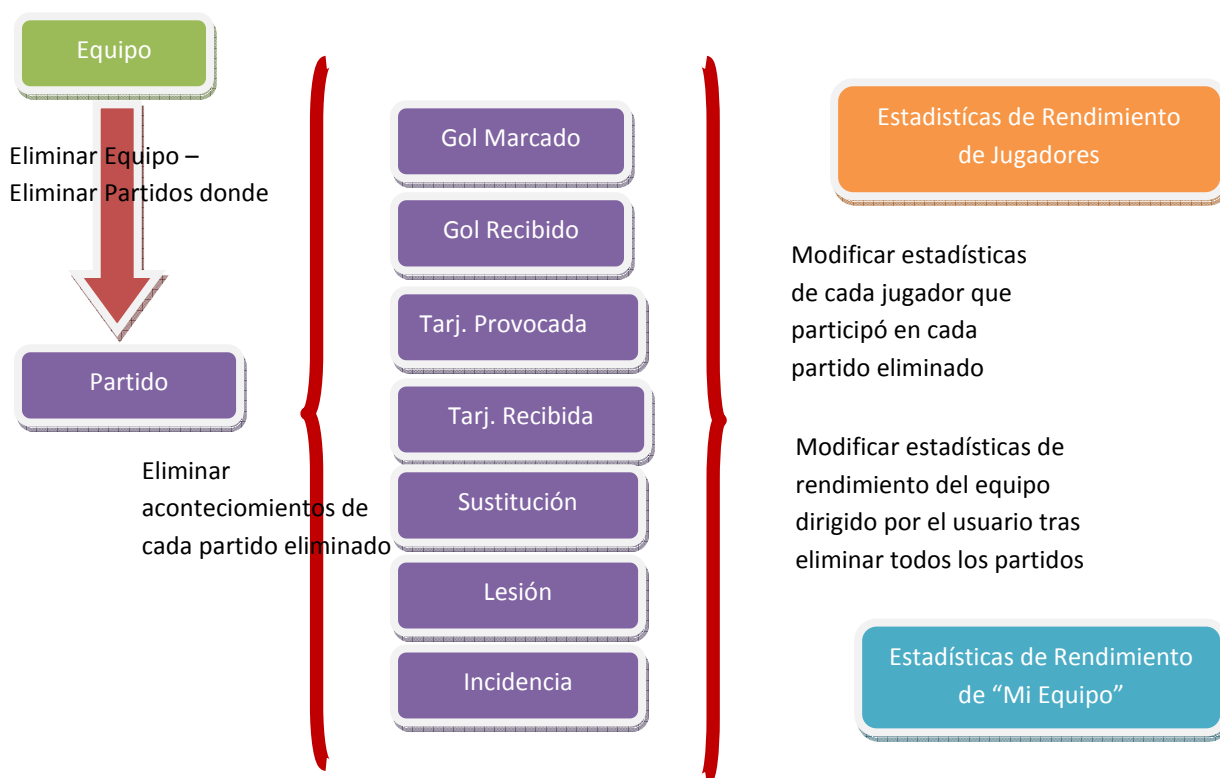 Equipo
Eliminar Equipo –
Eliminar Partidos donde
Partido
Eliminar
aconteciomientos de
cada partido eliminado
Gol Marcado
Gol Recibido
Tarj. Provocada
Tarj. Recibida
Sustitución
Lesión
Incidencia
Estadistícas de Rendimiento
de Jugadores
Modificar estadísticas
de cada jugador que
participó en cada
partido eliminado
Modificar estadísticas de
rendimiento del equipo
dirigido por el usuario tras
eliminar todos los partidos
Estadísticas de Rendimiento
de “Mi Equipo”